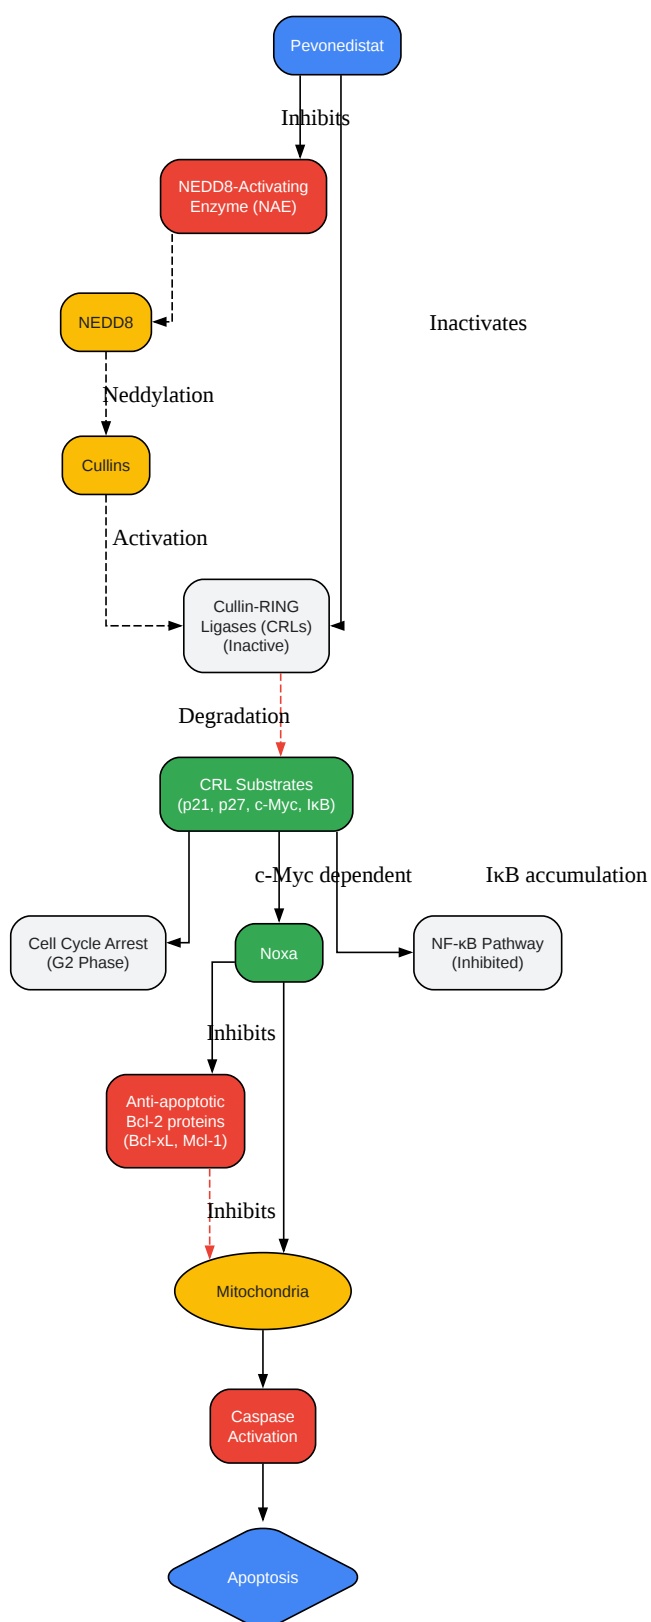 Pevonedistat
Inhibits
NEDD8-Activating
Enzyme (NAE)
NEDD8
Inactivates
Neddylation
Cullins
Activation
Cullin-RING
Ligases (CRLs)
(Inactive)
Degradation
CRL Substrates
(p21, p27, c-Myc, IκB)
c-Myc dependent
IκB accumulation
Cell Cycle Arrest
(G2 Phase)
Noxa
NF-κB Pathway
(Inhibited)
Inhibits
Anti-apoptotic
Bcl-2 proteins
(Bcl-xL, Mcl-1)
Inhibits
Mitochondria
Caspase
Activation
Apoptosis